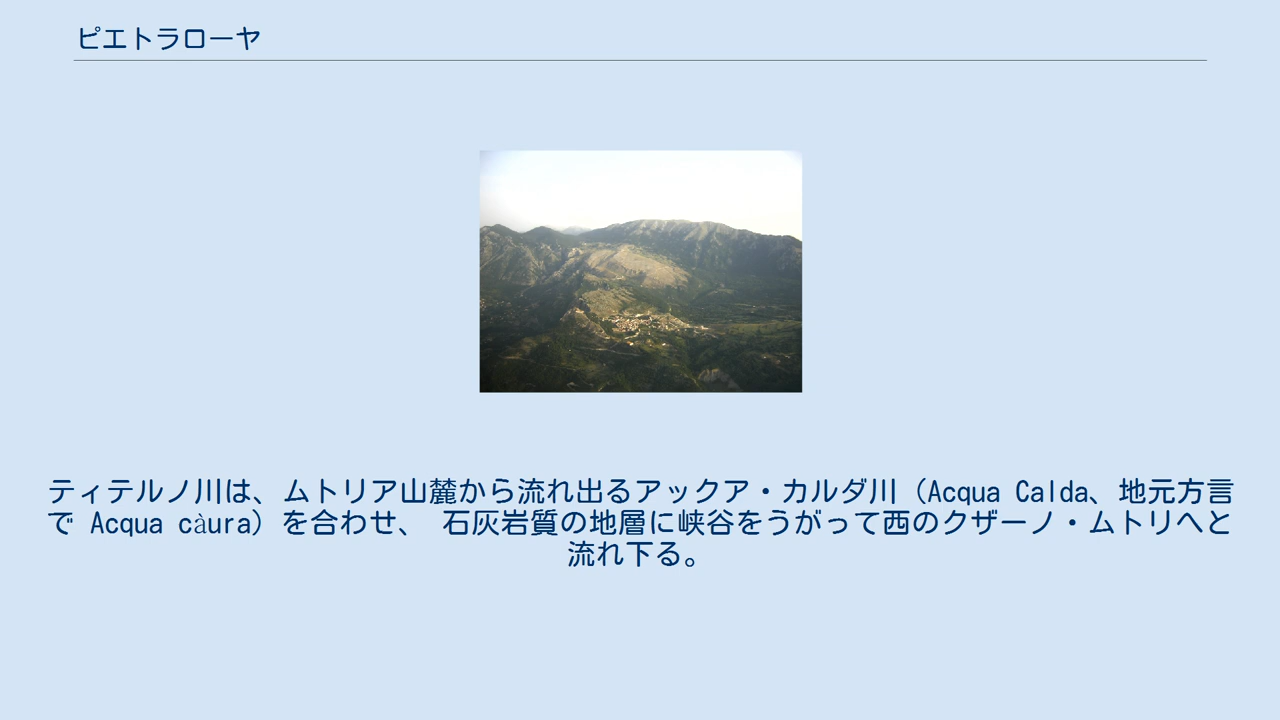 ピエトラローヤ
ティテルノ川は、ムトリア山麓から流れ出るアックア・カルダ川（Acqua Calda、地元方言
で Acqua càura）を合わせ、 石灰岩質の地層に峡谷をうがって西のクザーノ・ムトリへと
流れ下る。